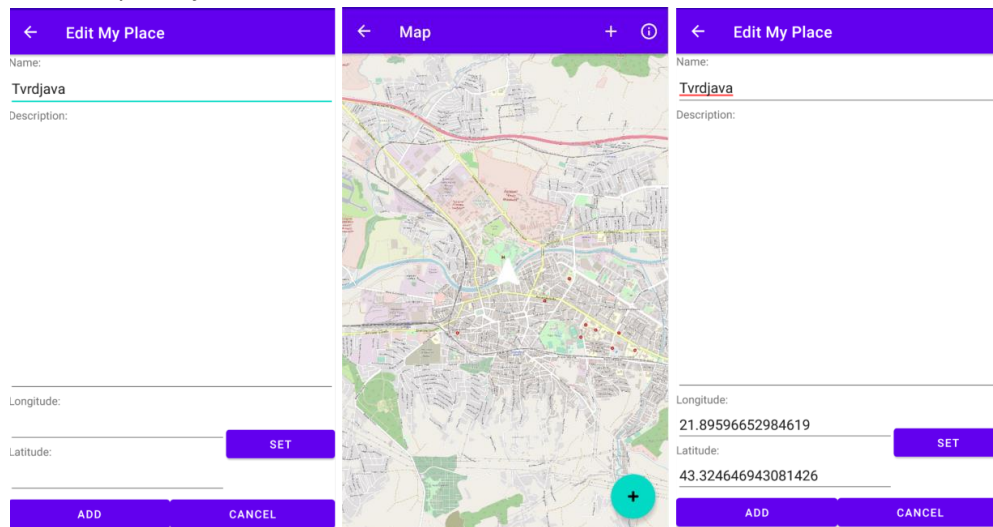 Edit My Place
Name:
Tvrdjava
Description:
Longitude:
SET
Latitude:
ADD CANCEL
Map
Edit My Place
Name:
Tvrdjava
Description:
Longitude:
21.89596652984619
SET
Latitude:
43.324646943081426
ADD CANCEL